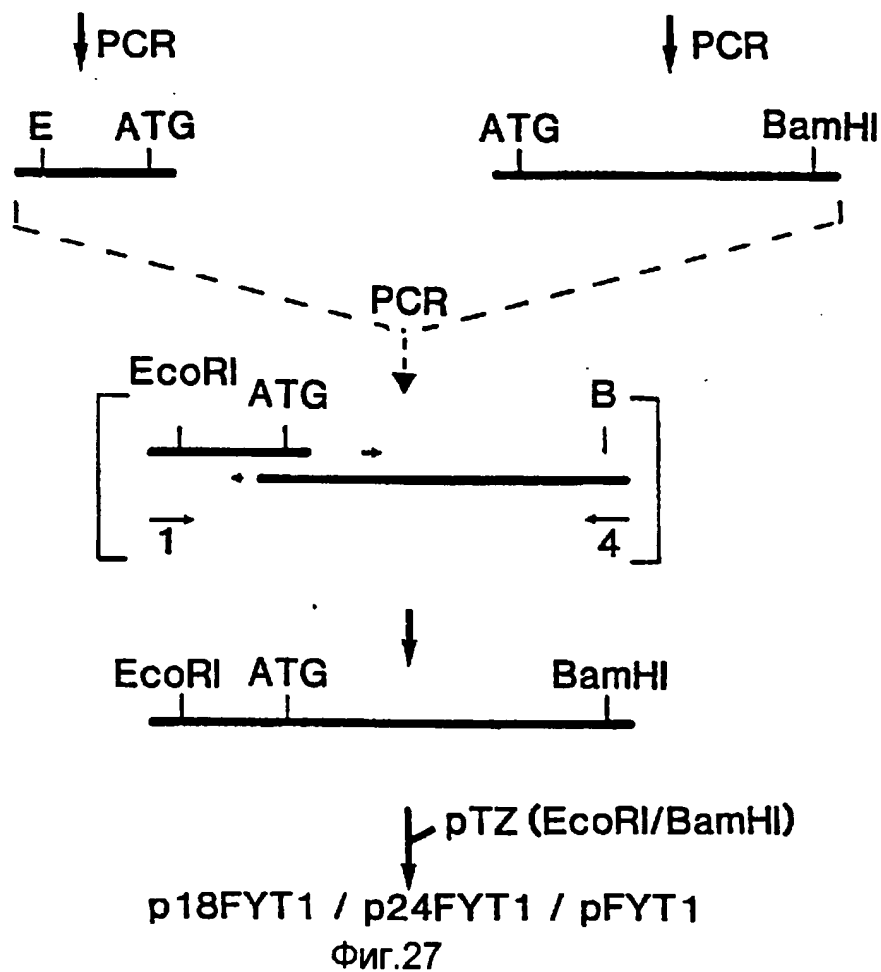 PCR PCR
E ATG ATG BamHI
PCR
EcoRI ATG B
1 4
EcoRI ATG BamHI
pTZ (EcoRI/BamHI)
p18FYT1 / p24FYT1 / pFYT1
Фиг.27